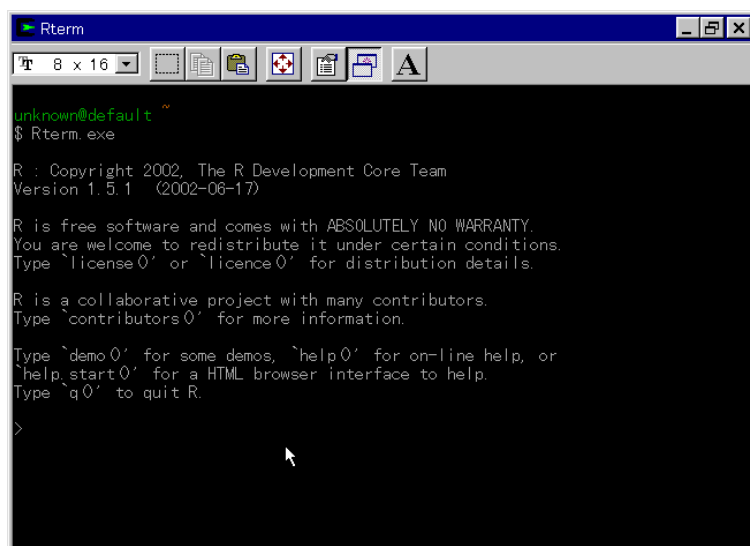 Rterm
Tr 8 x 16
A
unknown@default ~
$ Rterm.exe
R : Copyright 2002, The R Development Core Team
Version 1.5.1 (2002-06-17)
R is free software and comes with ABSOLUTELY NO WARRANTY.
You are welcome to redistribute it under certain conditions.
Type `license()' or `licence()' for distribution details.
R is a collaborative project with many contributors.
Type `contributors()' for more information.
Type `demo()' for some demos, `help()' for on-line help, or
`help.start()' for a HTML browser interface to help.
Type `q()' to quit R.
>